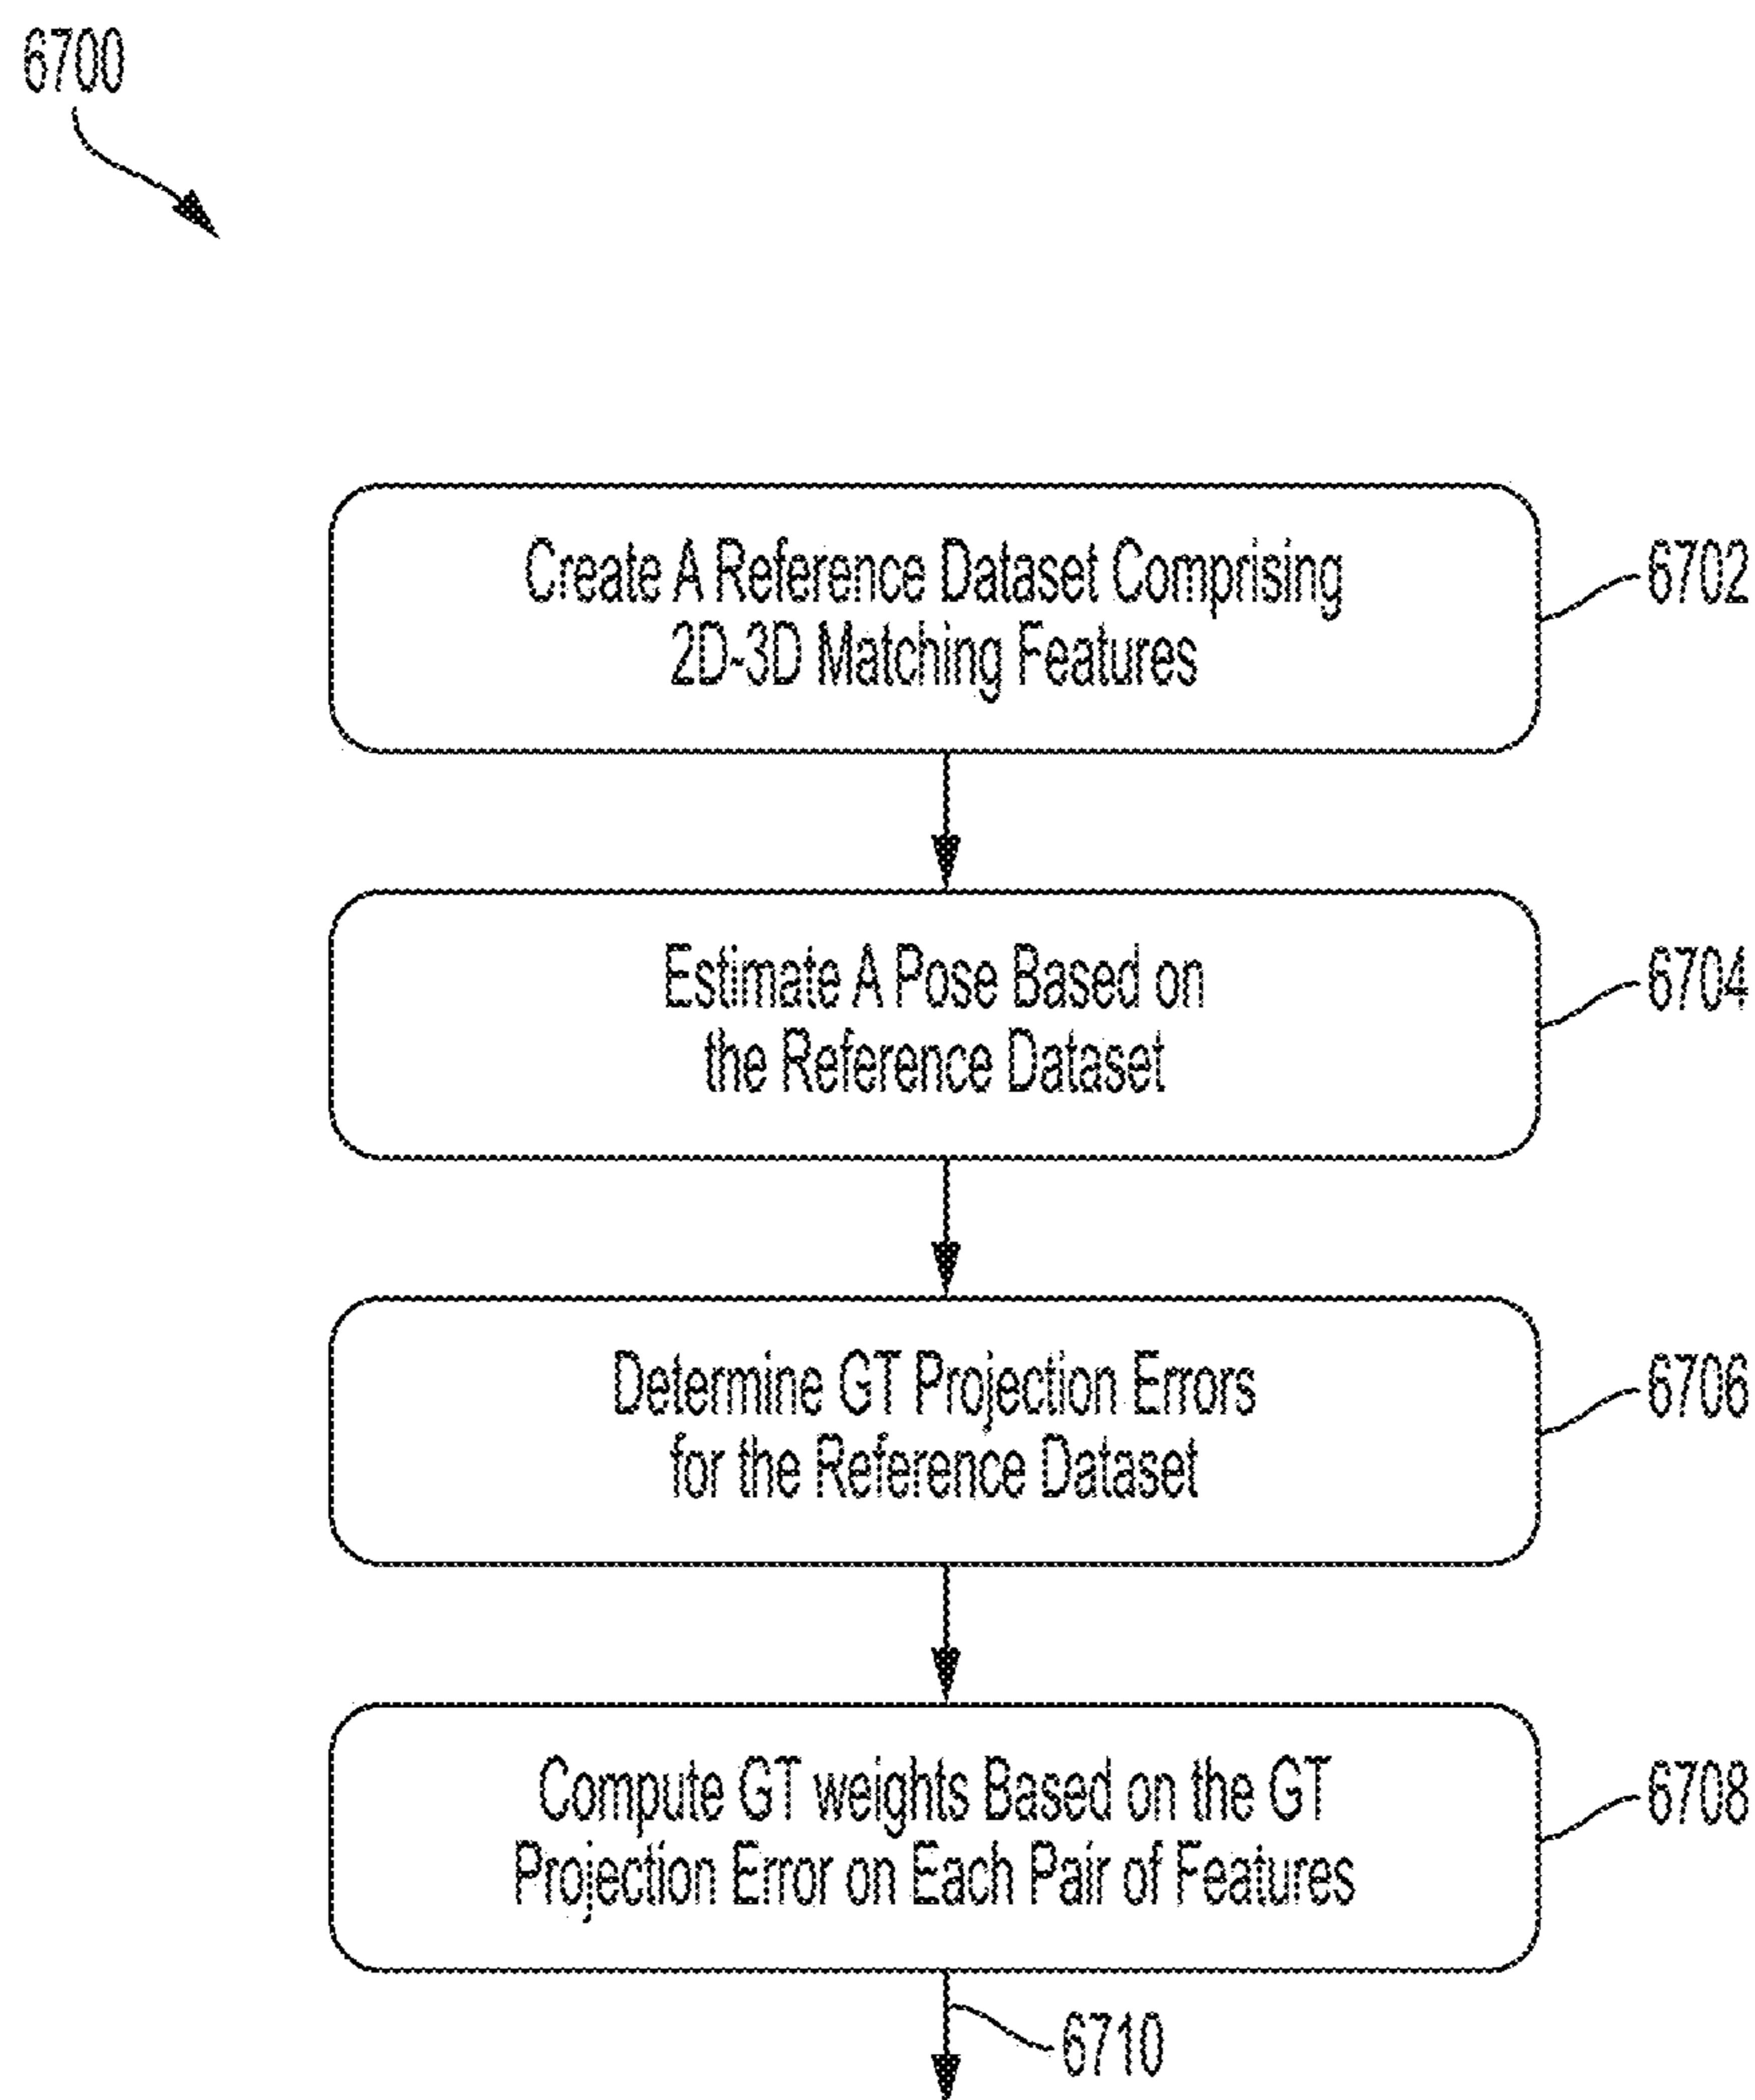 6700
Create A Reference Dataset Comprising
2D-3D Matching Features
6702
Estimate A Pose Based on
the Reference Dataset
6704
Determine GT Projection Errors
for the Reference Dataset
6706
Compute GT weights Based on the GT
Projection Error on Each Pair of Features
6708
6710